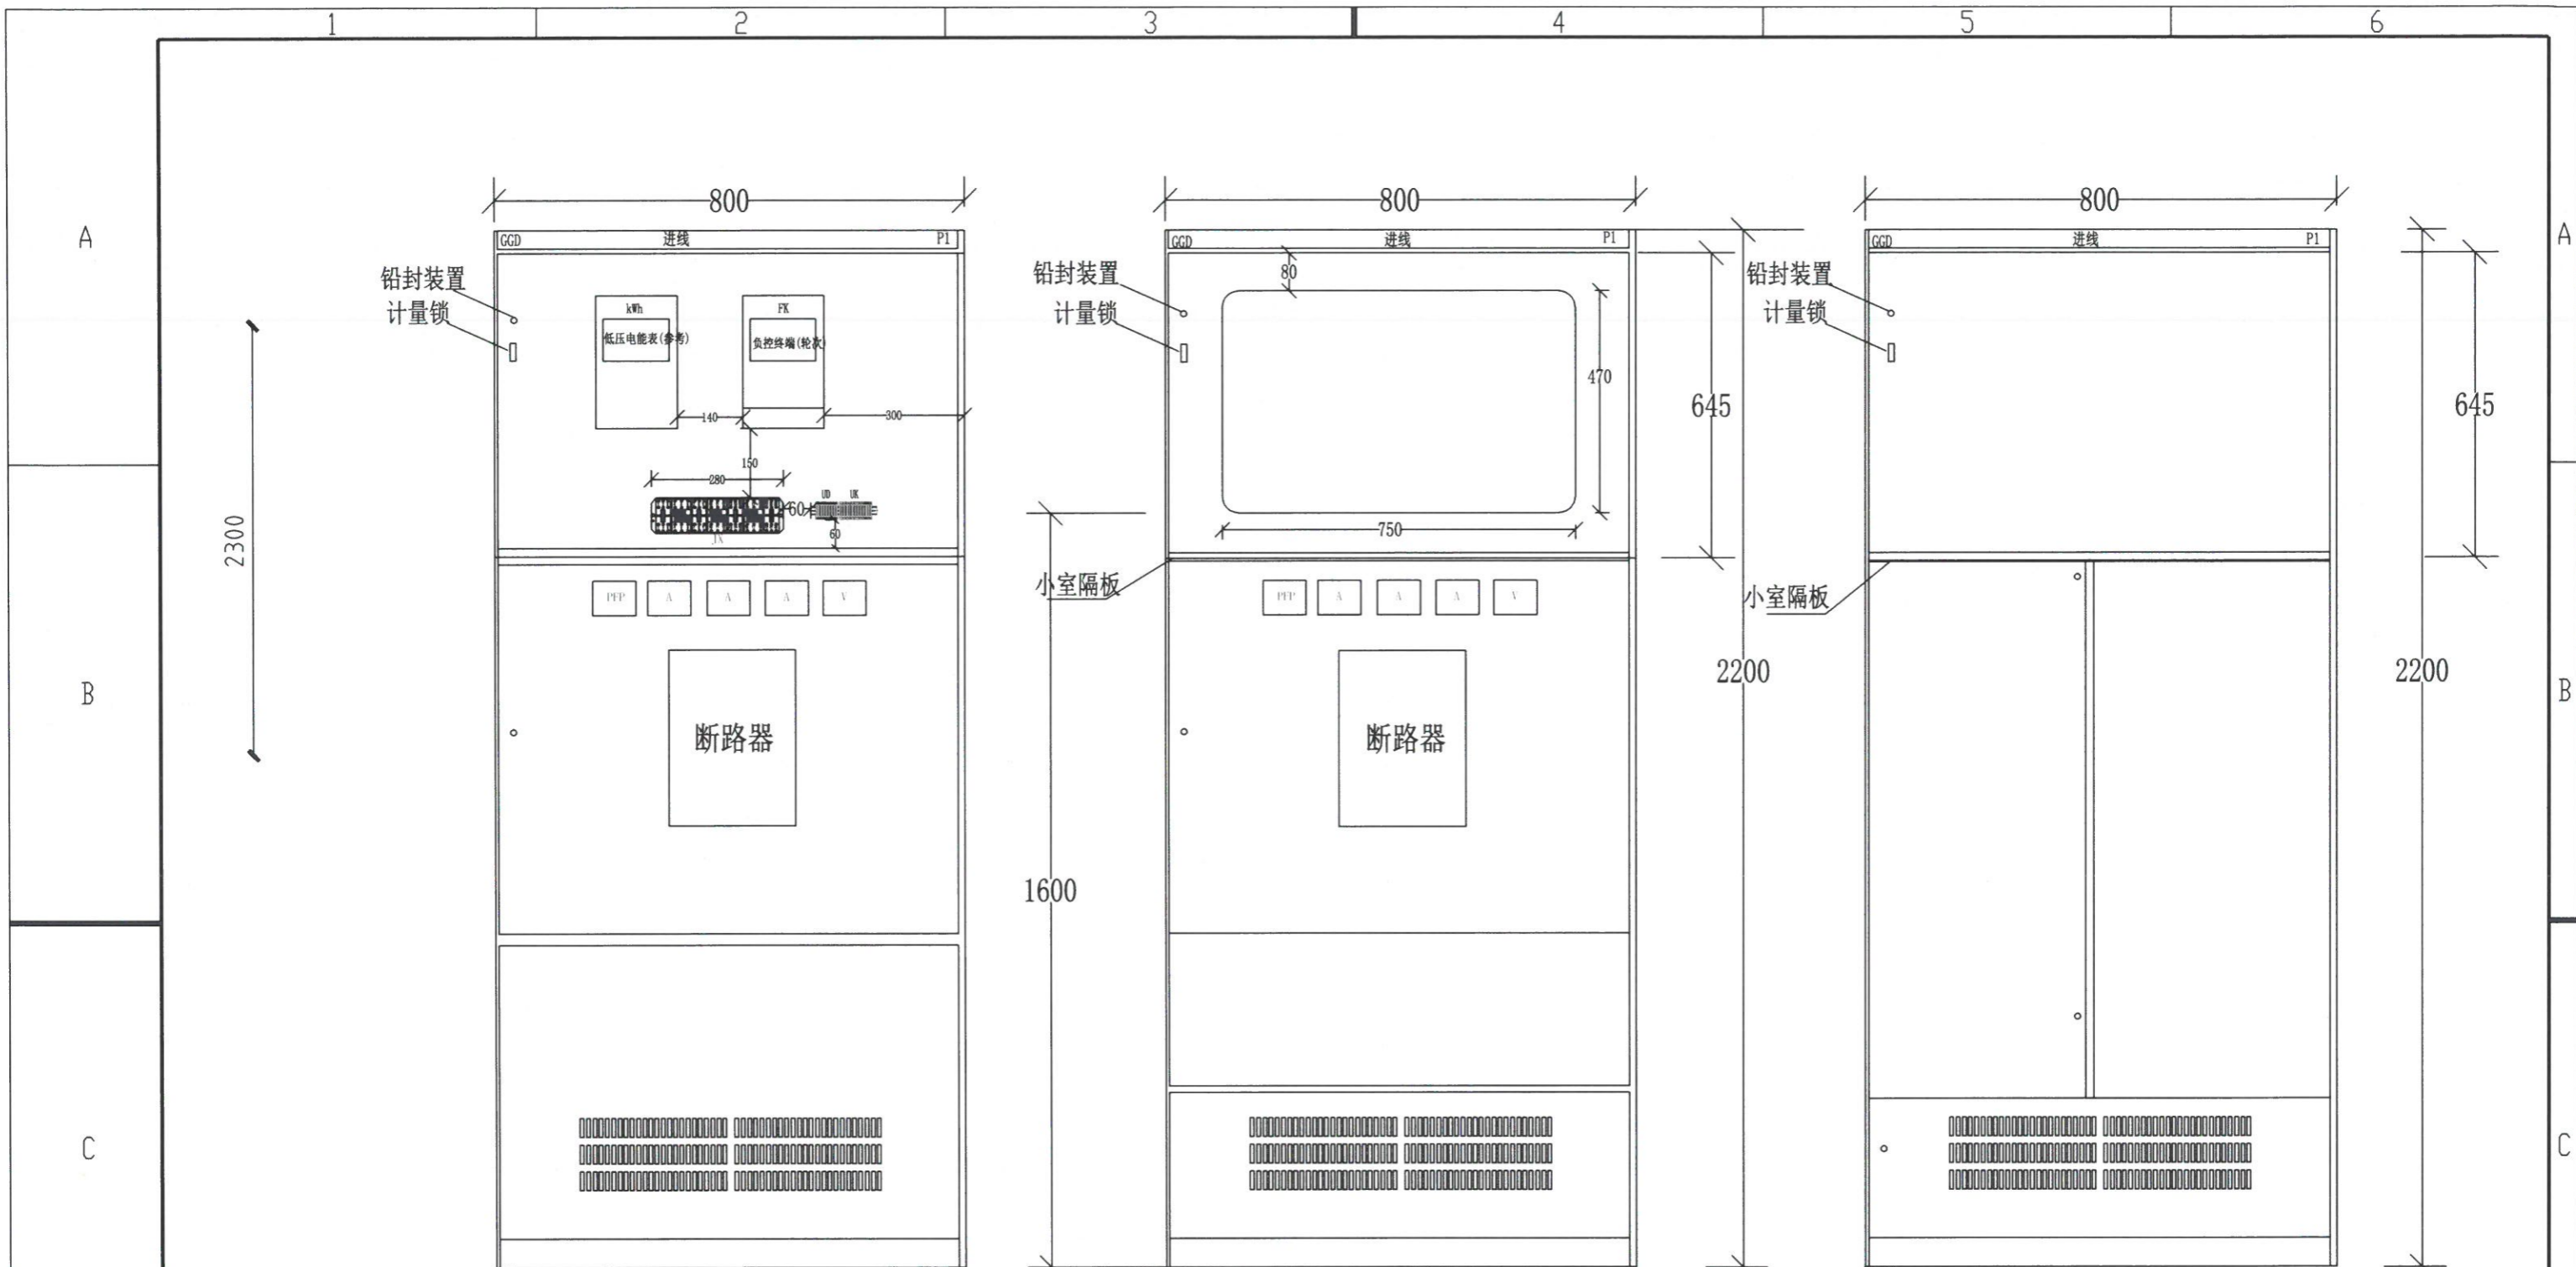 1 2 3 4 5 6
A A
800 800 800
GGD 进线 P1
GGD 进线 P1
GGD 进线 P1
铅封装置
计量锁
铅封装置
计量锁
铅封装置
计量锁
kWh
低压电能表(参考)
FK
负控终端(轮次)
80
140
300
470
645
645
150
280
UD UK
60
60
JX
750
2300
小室隔板
小室隔板
PFP A A A V
PFP A A A V
断路器
断路器
2200
2200
B B
1600
C C